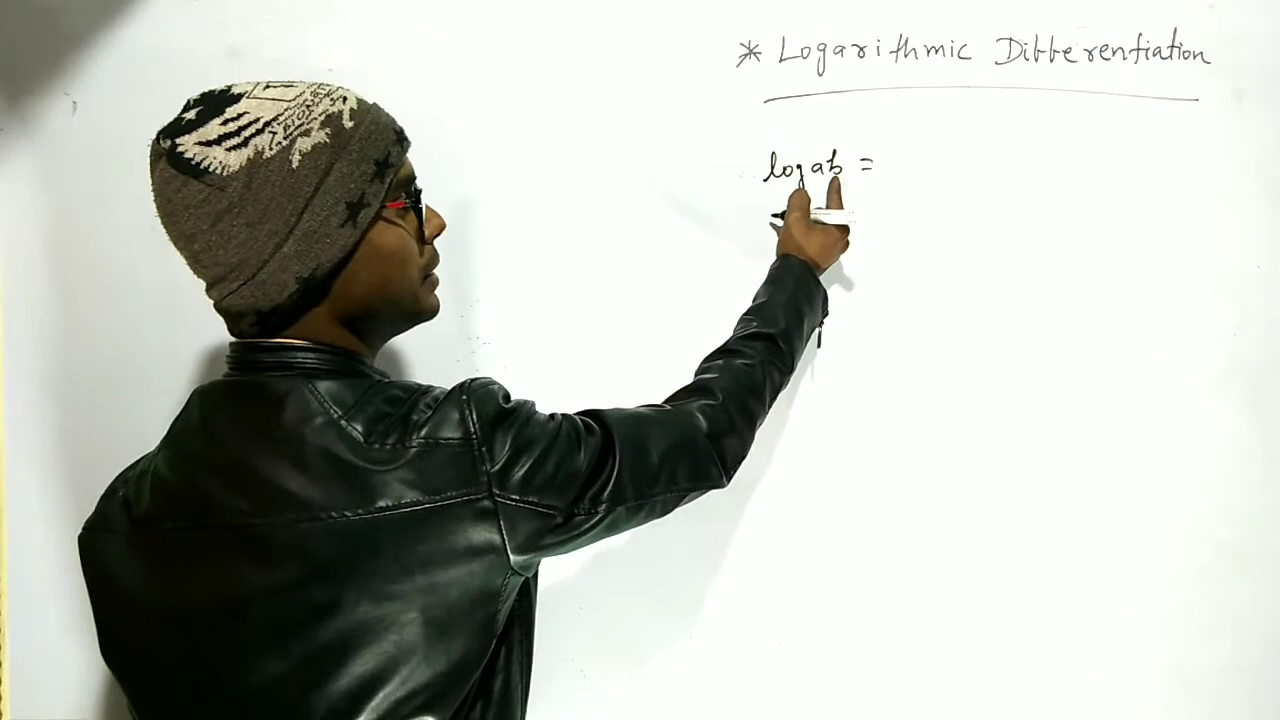 * Logarithmic Differentiation
log ab =